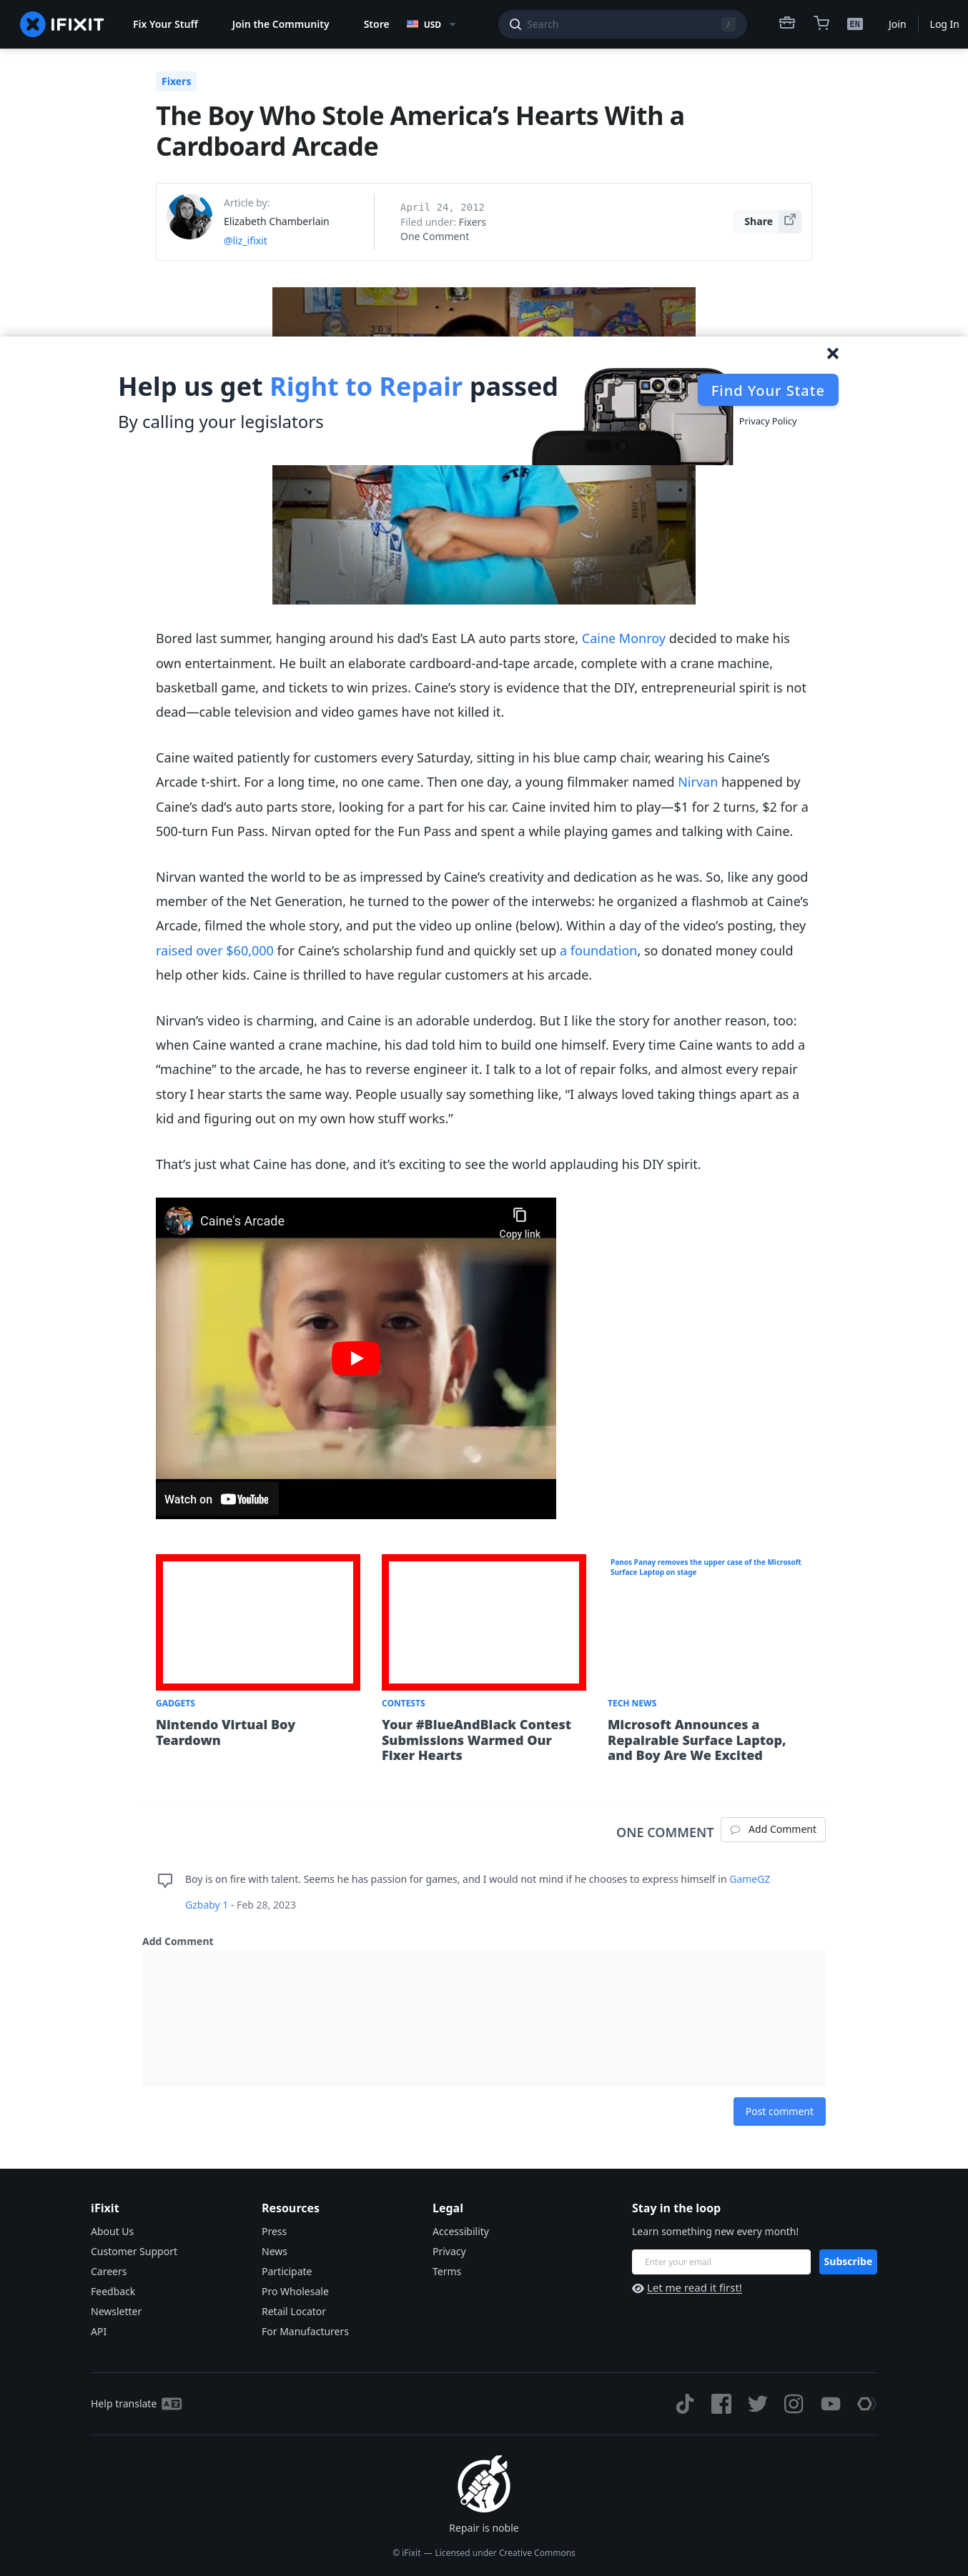 IFIXIT
Fix Your Stuff
Join the Community
Store
USD
Search
/
EN
Join
Log In
Fixers
The Boy Who Stole America’s Hearts With a
Cardboard Arcade
Article by:
Elizabeth Chamberlain
@liz_ifixit
April 24, 2012
Filed under: Fixers
One Comment
Share
Help us get Right to Repair passed
By calling your legislators
Find Your State
Privacy Policy
Bored last summer, hanging around his dad’s East LA auto parts store, Caine Monroy decided to make his
own entertainment. He built an elaborate cardboard-and-tape arcade, complete with a crane machine,
basketball game, and tickets to win prizes. Caine’s story is evidence that the DIY, entrepreneurial spirit is not
dead—cable television and video games have not killed it.
Caine waited patiently for customers every Saturday, sitting in his blue camp chair, wearing his Caine’s
Arcade t-shirt. For a long time, no one came. Then one day, a young filmmaker named Nirvan happened by
Caine’s dad’s auto parts store, looking for a part for his car. Caine invited him to play—$1 for 2 turns, $2 for a
500-turn Fun Pass. Nirvan opted for the Fun Pass and spent a while playing games and talking with Caine.
Nirvan wanted the world to be as impressed by Caine’s creativity and dedication as he was. So, like any good
member of the Net Generation, he turned to the power of the interwebs: he organized a flashmob at Caine’s
Arcade, filmed the whole story, and put the video up online (below). Within a day of the video’s posting, they
raised over $60,000 for Caine’s scholarship fund and quickly set up a foundation, so donated money could
help other kids. Caine is thrilled to have regular customers at his arcade.
Nirvan’s video is charming, and Caine is an adorable underdog. But I like the story for another reason, too:
when Caine wanted a crane machine, his dad told him to build one himself. Every time Caine wants to add a
“machine” to the arcade, he has to reverse engineer it. I talk to a lot of repair folks, and almost every repair
story I hear starts the same way. People usually say something like, “I always loved taking things apart as a
kid and figuring out on my own how stuff works.”
That’s just what Caine has done, and it’s exciting to see the world applauding his DIY spirit.
Caine's Arcade
Copy link
Watch on YouTube
Panos Panay removes the upper case of the Microsoft
Surface Laptop on stage
GADGETS
Nintendo Virtual Boy
Teardown
CONTESTS
Your #BlueAndBlack Contest
Submissions Warmed Our
Fixer Hearts
TECH NEWS
Microsoft Announces a
Repairable Surface Laptop,
and Boy Are We Excited
ONE COMMENT
Add Comment
Boy is on fire with talent. Seems he has passion for games, and I would not mind if he chooses to express himself in GameGZ
Gzbaby 1 - Feb 28, 2023
Add Comment
Post comment
iFixit
About Us
Customer Support
Careers
Feedback
Newsletter
API
Resources
Press
News
Participate
Pro Wholesale
Retail Locator
For Manufacturers
Legal
Accessibility
Privacy
Terms
Stay in the loop
Learn something new every month!
Enter your email
Subscribe
Let me read it first!
Help translate
Repair is noble
© iFixit — Licensed under Creative Commons